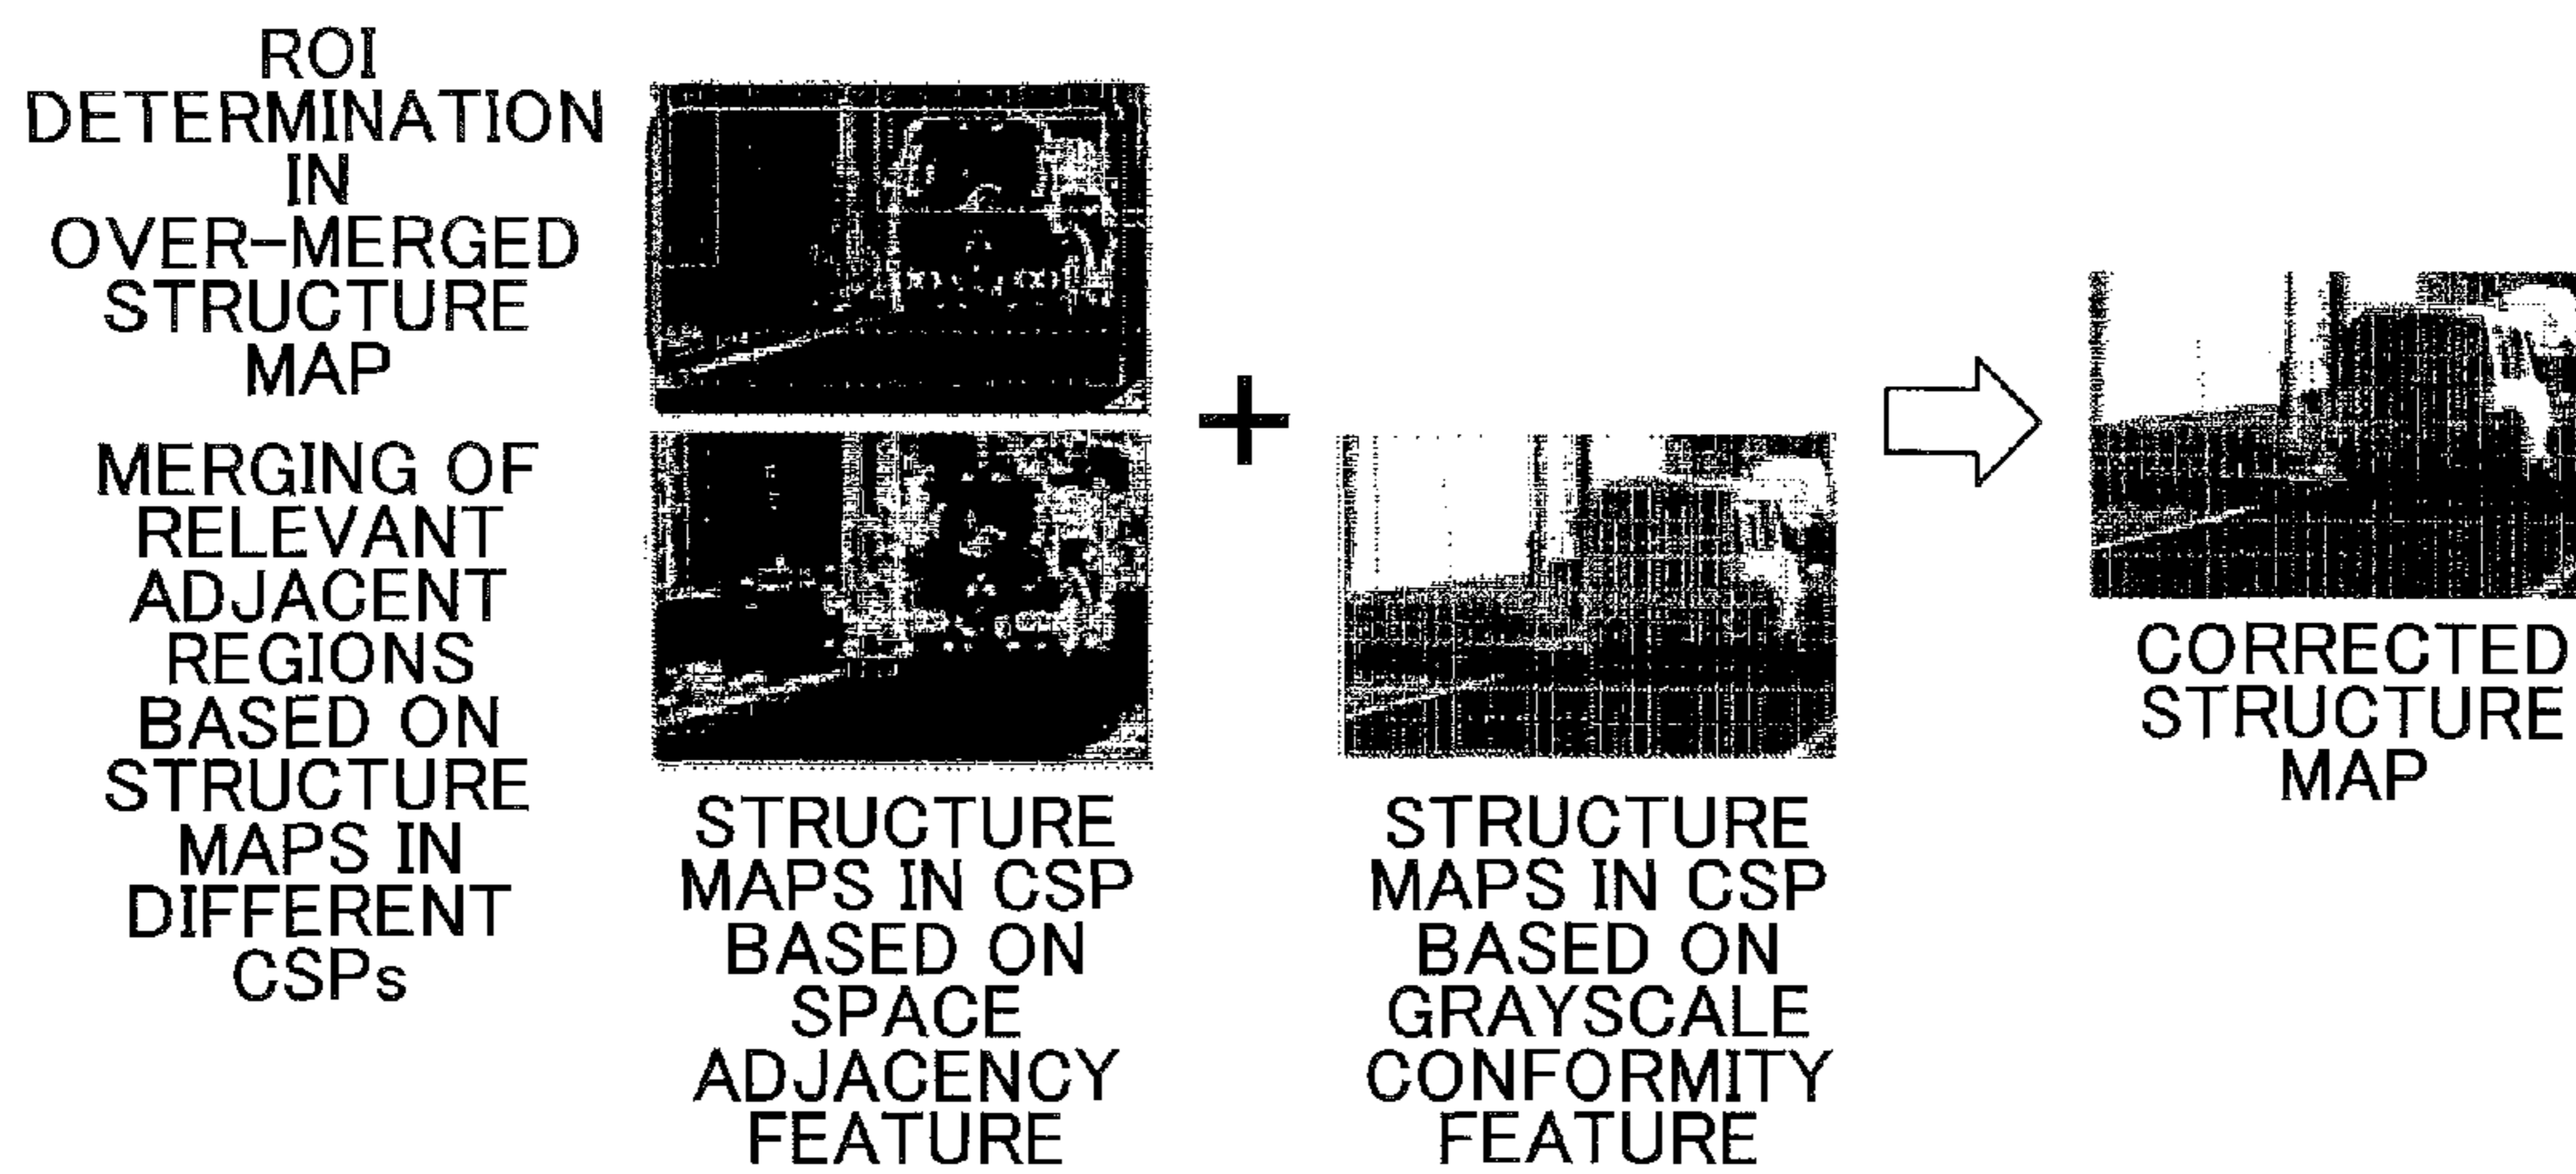 ROI
DETERMINATION
IN
OVER-MERGED
STRUCTURE
MAP
MERGING OF
RELEVANT
ADJACENT
REGIONS
BASED ON
STRUCTURE
MAPS IN
DIFFERENT
CSPs
STRUCTURE
MAPS IN CSP
BASED ON
SPACE
ADJACENCY
FEATURE
+
STRUCTURE
MAPS IN CSP
BASED ON
GRAYSCALE
CONFORMITY
FEATURE
CORRECTED
STRUCTURE
MAP